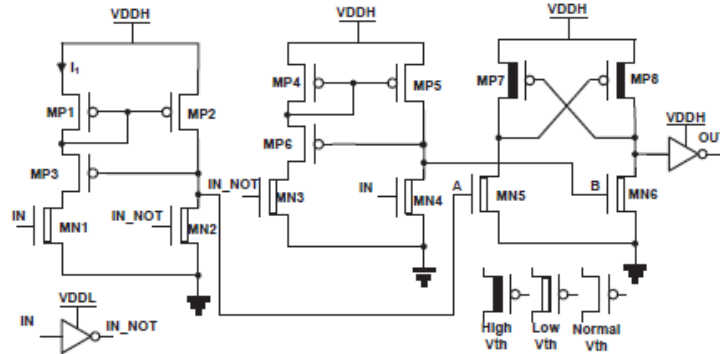 VDDH VDDH VDDH
I₁
MP1 MP2 MP4 MP5 MP7 MP8
VDDH
OUT
MP3 MP6
IN IN_NOT IN_NOT IN A B
MN1 MN2 MN3 MN4 MN5 MN6
VDDL
IN IN_NOT
High Vth
Low Vth
Normal Vth